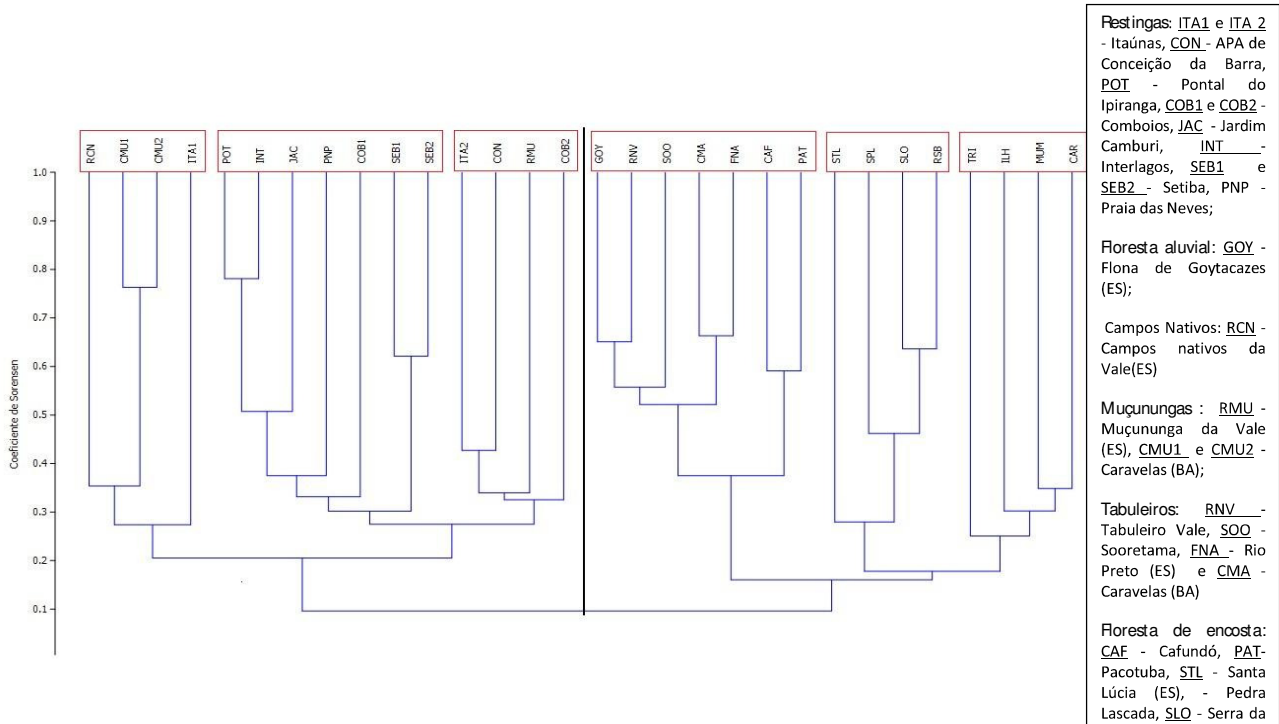 RCN CMU1 CMU2 ITA1 POT INT JAC PNP COB1 SEB1 SEB2 ITA2 CON RMU COB2 GOY RNV SOO CMA FNA CAF PAT STL SPL SLO RSB TRI ILH MUM CAR
1.0
0.9
0.8
0.7
0.6
0.5
0.4
0.3
0.2
0.1
Coeficiente de Sorensen
Restingas: ITA1 e ITA 2
- Itaúnas, CON - APA de
Conceição da Barra,
POT - Pontal do
Ipiranga, COB1 e COB2 -
Comboios, JAC - Jardim
Camburi, INT -
Interlagos, SEB1 e
SEB2 - Setiba, PNP -
Praia das Neves;
Floresta aluvial: GOY -
Flona de Goytacazes
(ES);
Campos Nativos: RCN -
Campos nativos da
Vale(ES)
Muçunungas : RMU -
Muçununga da Vale
(ES), CMU1 e CMU2 -
Caravelas (BA);
Tabuleiros: RNV -
Tabuleiro Vale, SOO -
Sooretama, FNA - Rio
Preto (ES) e CMA -
Caravelas (BA)
Floresta de encosta:
CAF - Cafundó, PAT-
Pacotuba, STL - Santa
Lúcia (ES), - Pedra
Lascada, SLO - Serra da